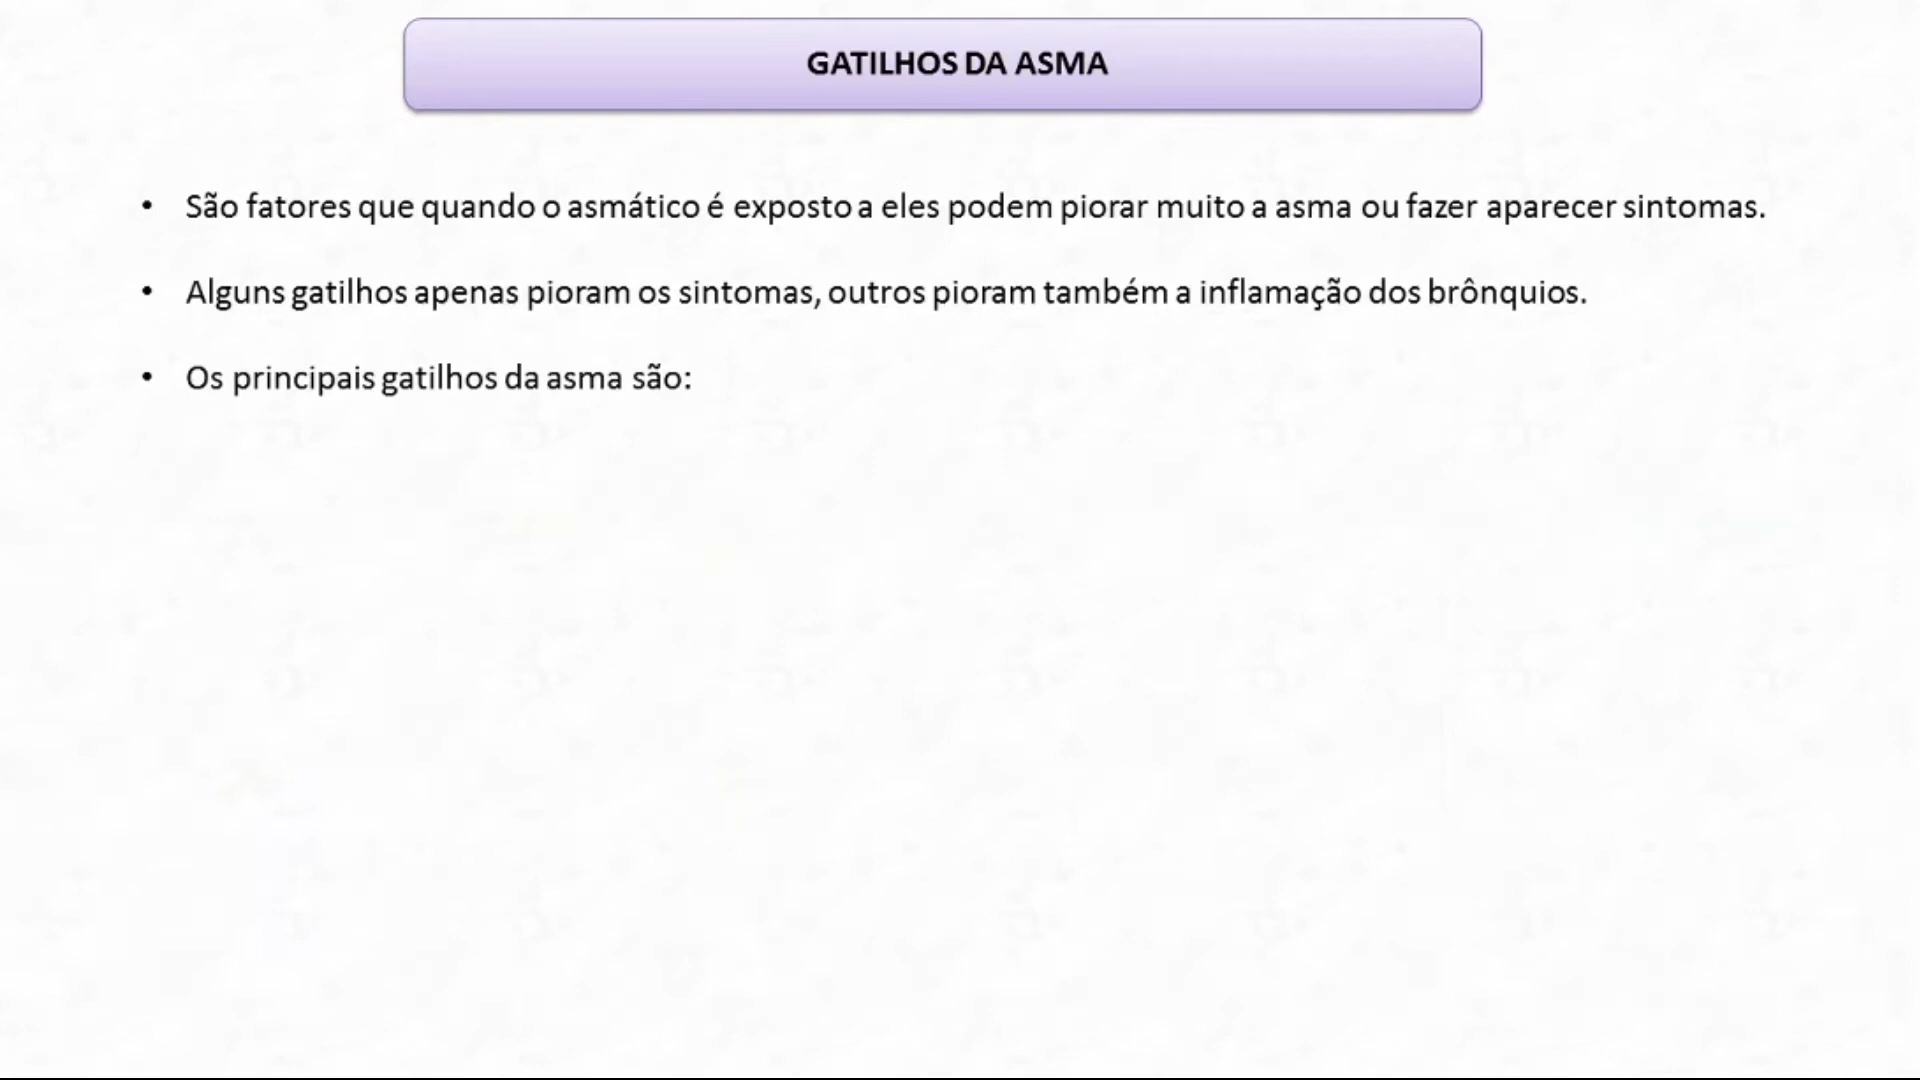 GATILHOS DA ASMA
• São fatores que quando o asmático é exposto a eles podem piorar muito a asma ou fazer aparecer sintomas.
• Alguns gatilhos apenas pioram os sintomas, outros pioram também a inflamação dos brônquios.
• Os principais gatilhos da asma são: